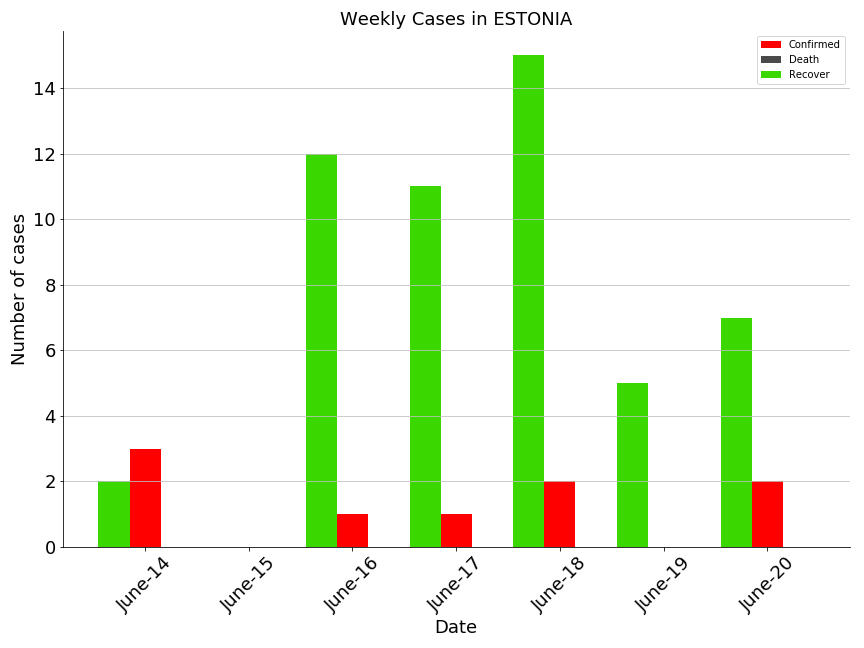 Weekly Cases in ESTONIA
Confirmed
Death
Recover
Number of cases
14
12
10
8
6
4
2
0
June-14
June-15
June-16
June-17
June-18
June-19
June-20
Date